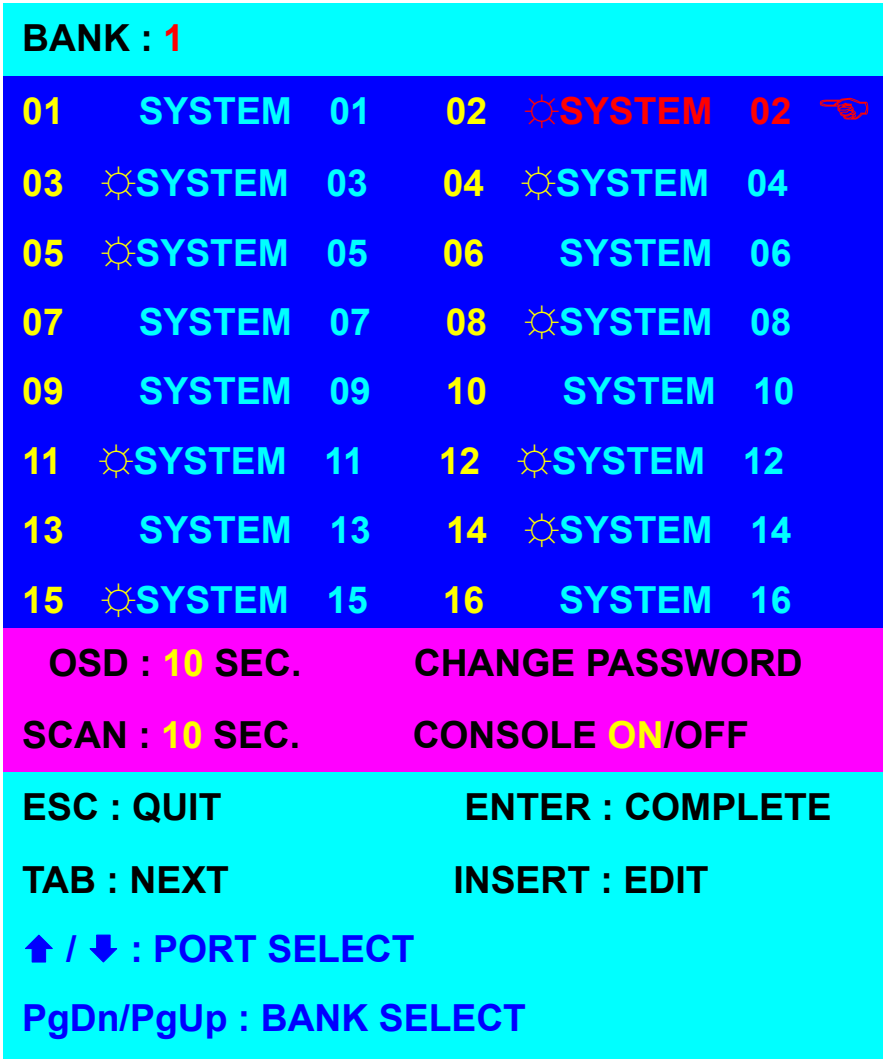 BANK : 1
01 SYSTEM 01 02 ☼SYSTEM 02 ☜
03 ☼SYSTEM 03 04 ☼SYSTEM 04
05 ☼SYSTEM 05 06 SYSTEM 06
07 SYSTEM 07 08 ☼SYSTEM 08
09 SYSTEM 09 10 SYSTEM 10
11 ☼SYSTEM 11 12 ☼SYSTEM 12
13 SYSTEM 13 14 ☼SYSTEM 14
15 ☼SYSTEM 15 16 SYSTEM 16
OSD : 10 SEC. CHANGE PASSWORD
SCAN : 10 SEC. CONSOLE ON/OFF
ESC : QUIT ENTER : COMPLETE
TAB : NEXT INSERT : EDIT
⬆ / ⬇ : PORT SELECT
PgDn/PgUp : BANK SELECT